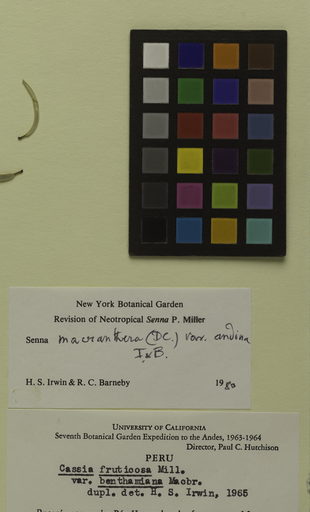 New York Botanical Garden
Revision of Neotropical Senna P. Miller
Senna macranthera (DC.) var. andina
I & B.
H. S. Irwin & R. C. Barneby 1980
UNIVERSITY OF CALIFORNIA
Seventh Botanical Garden Expedition to the Andes, 1963-1964
Director, Paul C. Hutchison
PERU
Cassia fruticosa Mill.
var. benthamiana Macbr.
dupl. det. H. S. Irwin, 1965